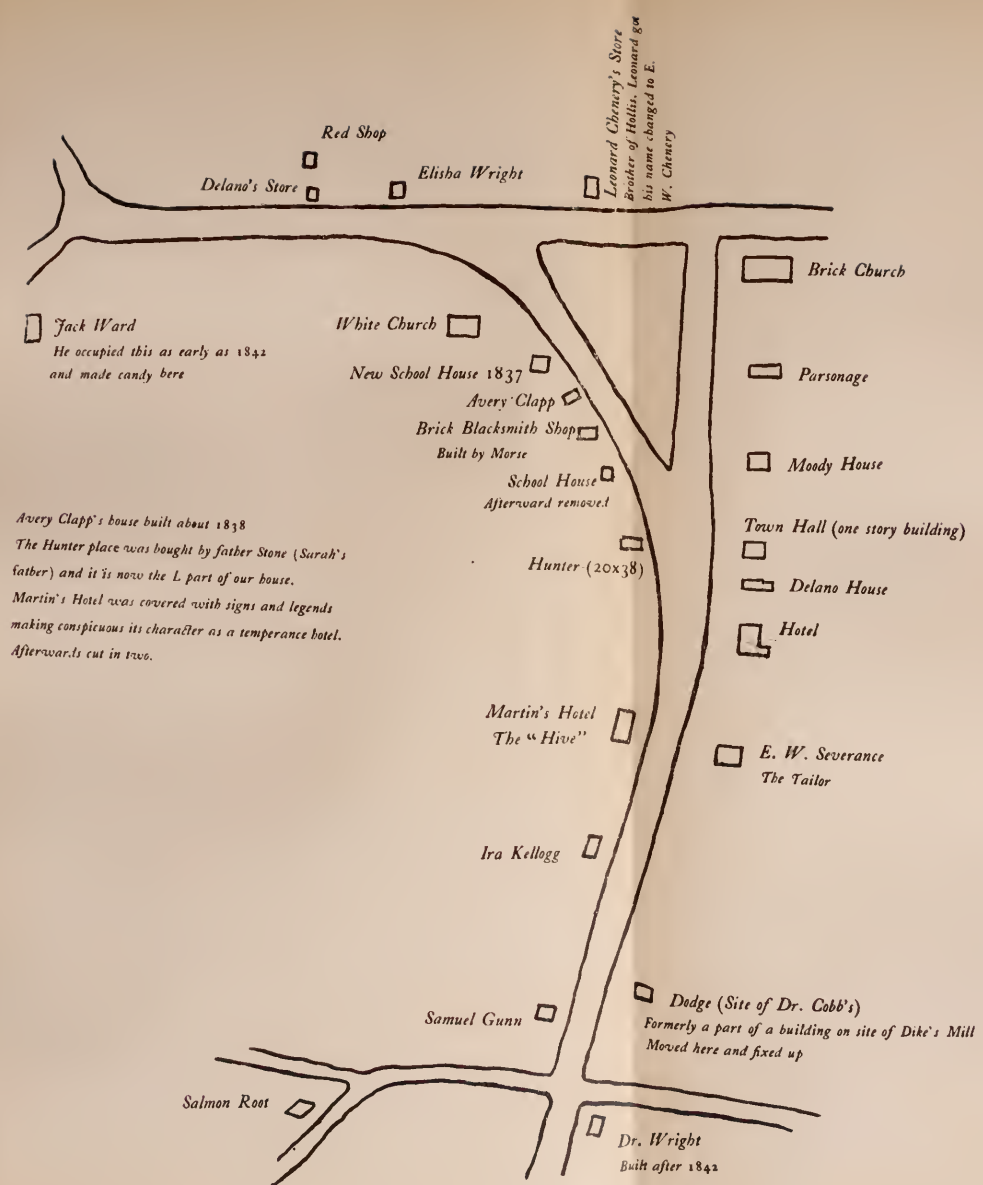 Leonard Chenery's Store
Brother of Hollis. Leonard got
his name changed to E.
W. Chenery
Red Shop
Delano's Store
Elisha Wright
Brick Church
Jack Ward
He occupied this as early as 1842
and made candy here
White Church
New School House 1837
Parsonage
Avery Clapp
Brick Blacksmith Shop
Built by Morse
Moody House
School House
Afterward removed
Avery Clapp's house built about 1838
The Hunter place was bought by father Stone (Sarah's
father) and it is now the L part of our house.
Martin's Hotel was covered with signs and legends
making conspicuous its character as a temperance hotel.
Afterwards cut in two.
Town Hall (one story building)
Hunter (20x38)
Delano House
Hotel
Martin's Hotel
The "Hive"
E. W. Severance
The Tailor
Ira Kellogg
Samuel Gunn
Dodge (Site of Dr. Cobb's)
Formerly a part of a building on site of Dike's Mill
Moved here and fixed up
Salmon Root
Dr. Wright
Built after 1842